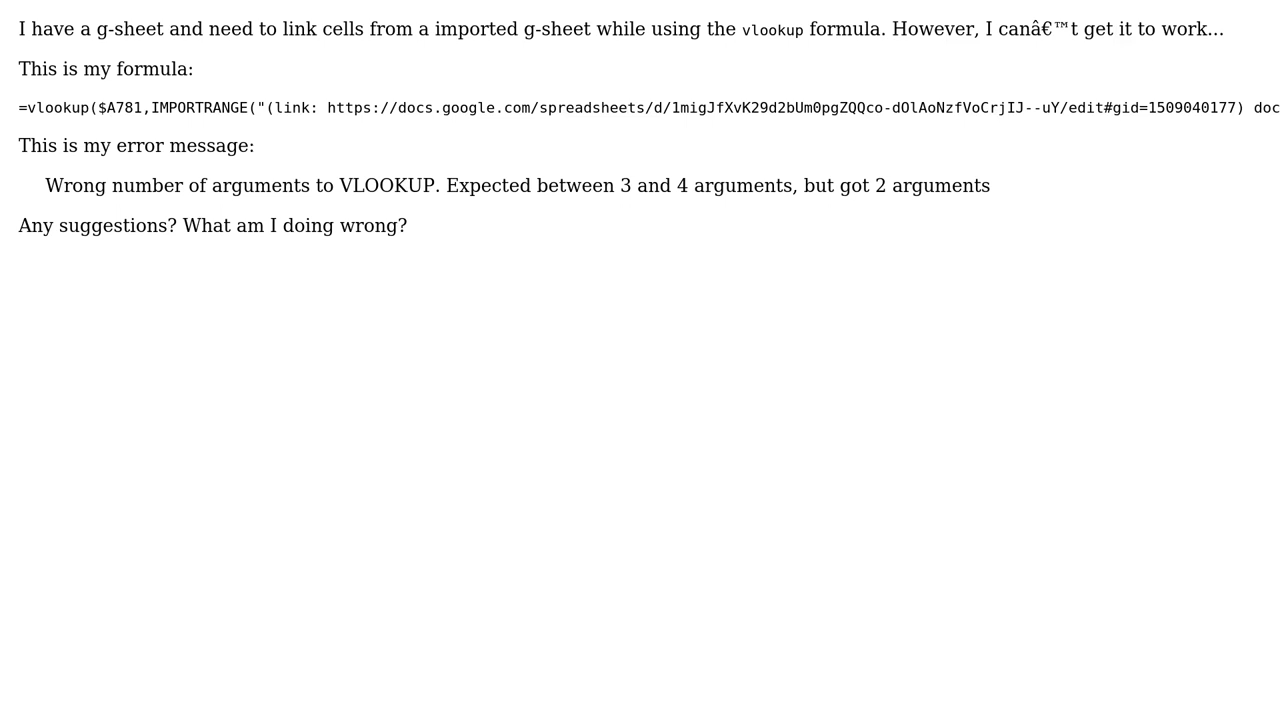 I have a g-sheet and need to link cells from a imported g-sheet while using the vlookup formula. However, I canâ€™t get it to work...
This is my formula:
=vlookup($A781,IMPORTRANGE("(link: https://docs.google.com/spreadsheets/d/1migJfXvK29d2bUm0pgZQQco-dOlAoNzfVoCrjIJ--uY/edit#gid=1509040177) doc
This is my error message:
Wrong number of arguments to VLOOKUP. Expected between 3 and 4 arguments, but got 2 arguments
Any suggestions? What am I doing wrong?